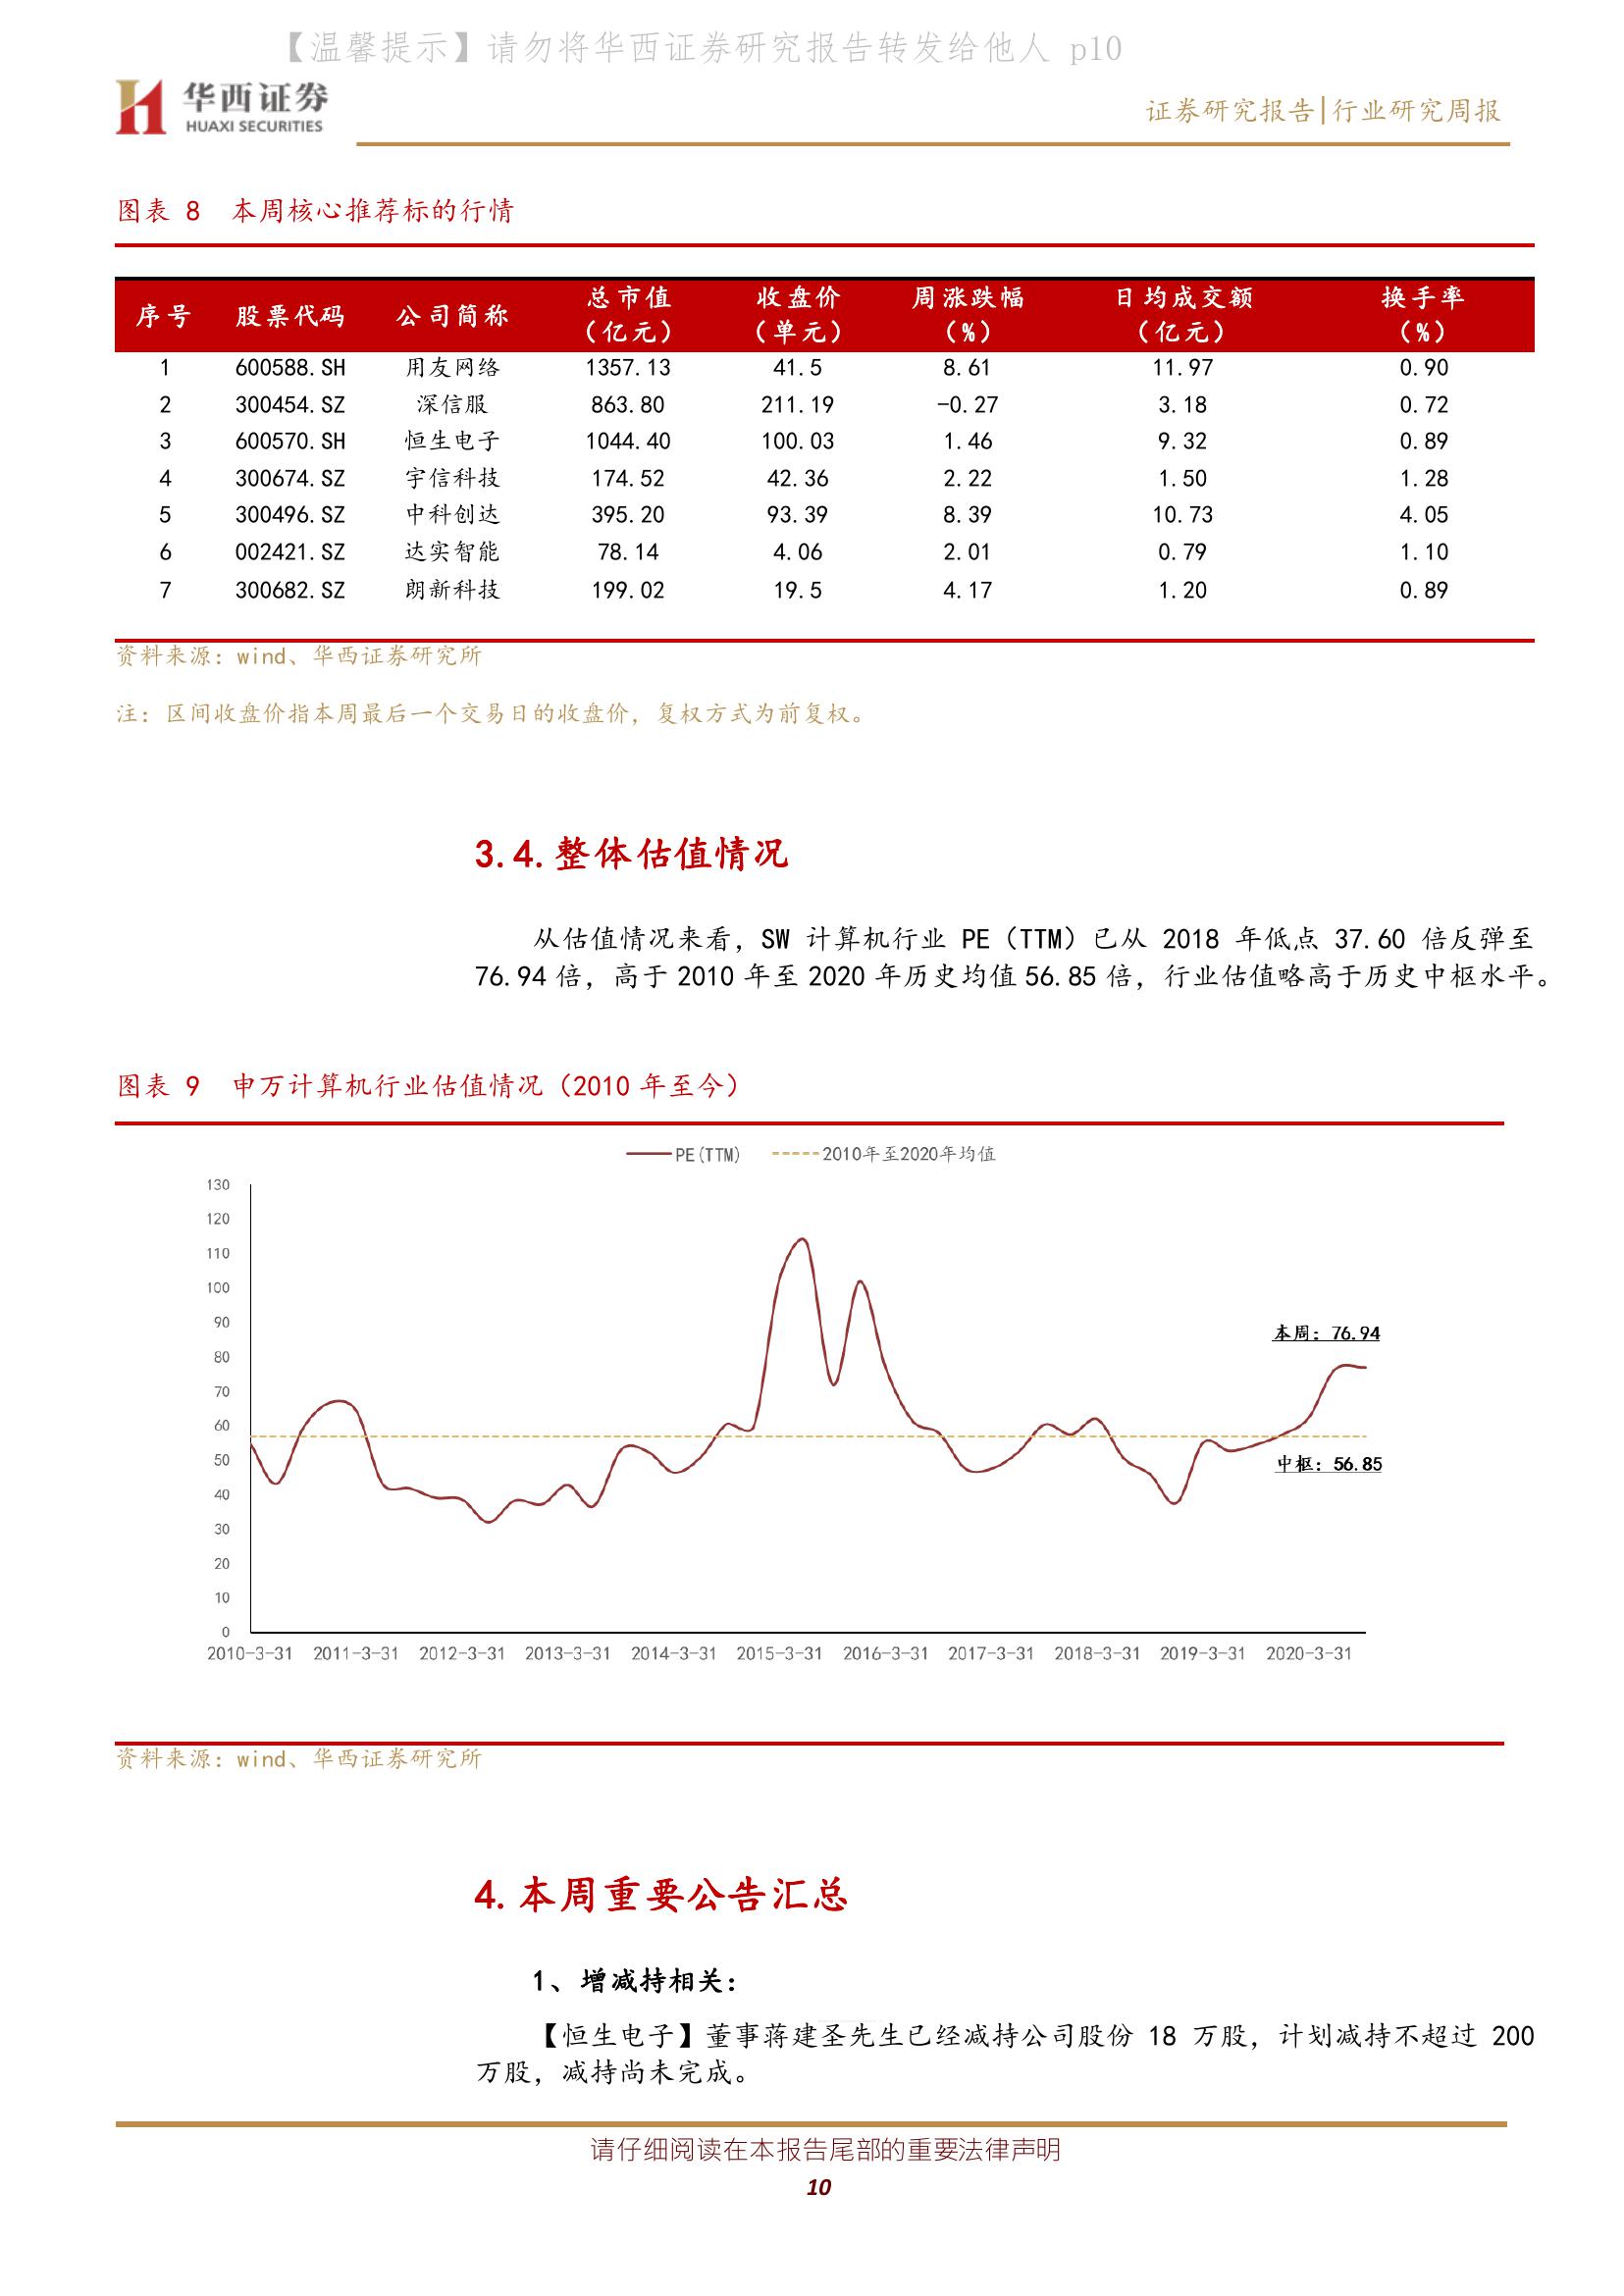 【温馨提示】请勿将华西证券研究报告转发给他人 p10
华西证券
HUAXI SECURITIES
证券研究报告|行业研究周报
图表 8 本周核心推荐标的行情
序号 股票代码 公司简称 总市值（亿元） 收盘价（单元） 周涨跌幅（%） 日均成交额（亿元） 换手率（%）
1 600588.SH 用友网络 1357.13 41.5 8.61 11.97 0.90
2 300454.SZ 深信服 863.80 211.19 -0.27 3.18 0.72
3 600570.SH 恒生电子 1044.40 100.03 1.46 9.32 0.89
4 300674.SZ 宇信科技 174.52 42.36 2.22 1.50 1.28
5 300496.SZ 中科创达 395.20 93.39 8.39 10.73 4.05
6 002421.SZ 达实智能 78.14 4.06 2.01 0.79 1.10
7 300682.SZ 朗新科技 199.02 19.5 4.17 1.20 0.89
资料来源：wind、华西证券研究所
注：区间收盘价指本周最后一个交易日的收盘价，复权方式为前复权。
3.4.整体估值情况
从估值情况来看，SW 计算机行业 PE（TTM）已从 2018 年低点 37.60 倍反弹至
76.94 倍，高于 2010 年至 2020 年历史均值 56.85 倍，行业估值略高于历史中枢水平。
图表 9 申万计算机行业估值情况（2010 年至今）
PE(TTM) 2010年至2020年均值
130
120
110
100
90
80
70
60
50
40
30
20
10
0
本周：76.94
中枢：56.85
2010-3-31 2011-3-31 2012-3-31 2013-3-31 2014-3-31 2015-3-31 2016-3-31 2017-3-31 2018-3-31 2019-3-31 2020-3-31
资料来源：wind、华西证券研究所
4.本周重要公告汇总
1、增减持相关：
【恒生电子】董事蒋建圣先生已经减持公司股份 18 万股，计划减持不超过 200
万股，减持尚未完成。
请仔细阅读在本报告尾部的重要法律声明
10